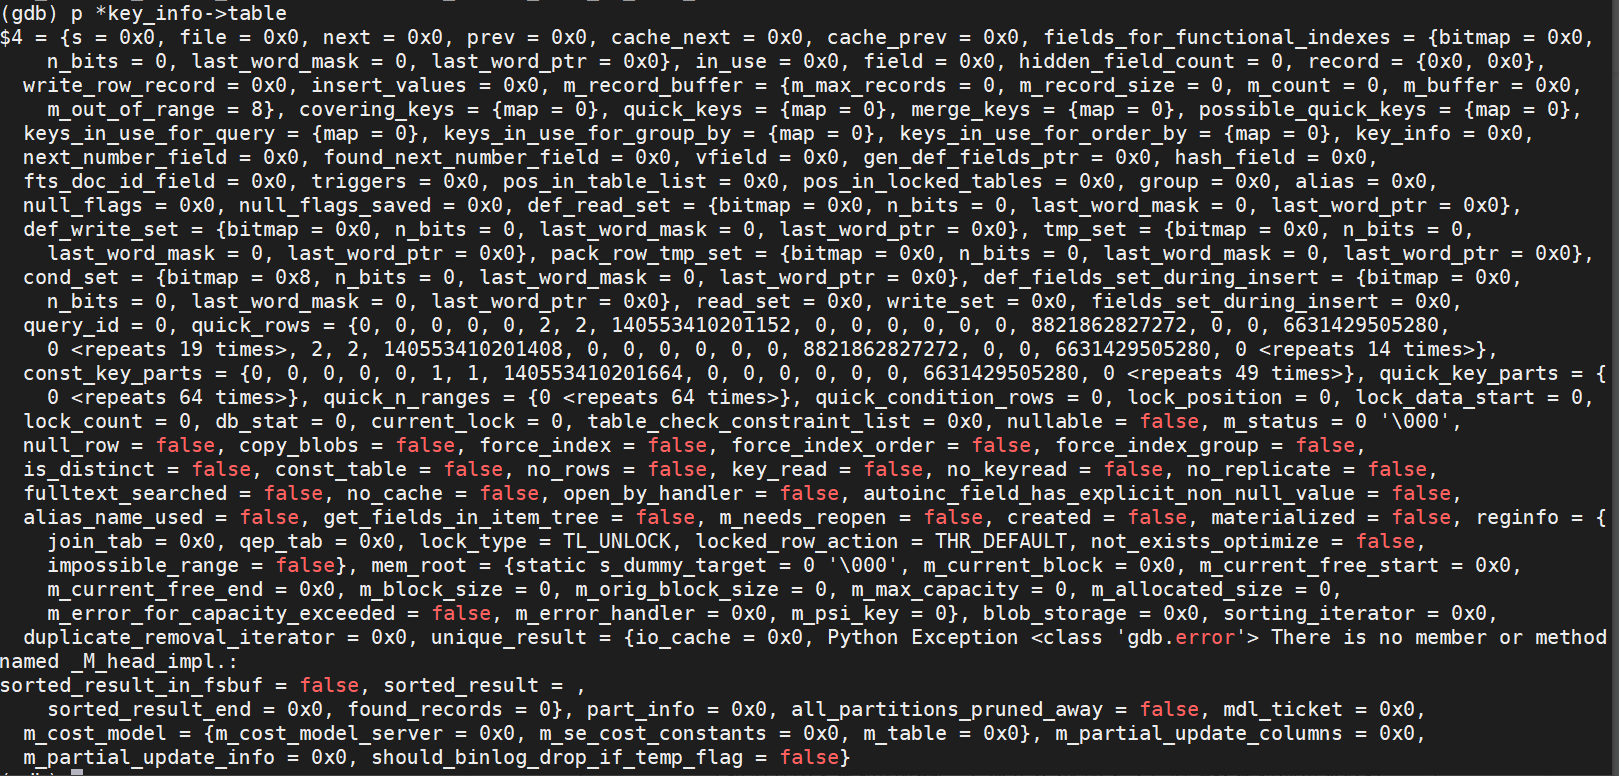 (gdb) p *key_info->table
$4 = {s = 0x0, file = 0x0, next = 0x0, prev = 0x0, cache_next = 0x0, cache_prev = 0x0, fields_for_functional_indexes = {bitmap = 0x0,
n_bits = 0, last_word_mask = 0, last_word_ptr = 0x0}, in_use = 0x0, field = 0x0, hidden_field_count = 0, record = {0x0, 0x0},
write_row_record = 0x0, insert_values = 0x0, m_record_buffer = {m_max_records = 0, m_record_size = 0, m_count = 0, m_buffer = 0x0,
m_out_of_range = 8}, covering_keys = {map = 0}, quick_keys = {map = 0}, merge_keys = {map = 0}, possible_quick_keys = {map = 0},
keys_in_use_for_query = {map = 0}, keys_in_use_for_group_by = {map = 0}, keys_in_use_for_order_by = {map = 0}, key_info = 0x0,
next_number_field = 0x0, found_next_number_field = 0x0, vfield = 0x0, gen_def_fields_ptr = 0x0, hash_field = 0x0,
fts_doc_id_field = 0x0, triggers = 0x0, pos_in_table_list = 0x0, pos_in_locked_tables = 0x0, group = 0x0, alias = 0x0,
null_flags = 0x0, null_flags_saved = 0x0, def_read_set = {bitmap = 0x0, n_bits = 0, last_word_mask = 0, last_word_ptr = 0x0},
def_write_set = {bitmap = 0x0, n_bits = 0, last_word_mask = 0, last_word_ptr = 0x0}, tmp_set = {bitmap = 0x0, n_bits = 0,
last_word_mask = 0, last_word_ptr = 0x0}, pack_row_tmp_set = {bitmap = 0x0, n_bits = 0, last_word_mask = 0, last_word_ptr = 0x0},
cond_set = {bitmap = 0x8, n_bits = 0, last_word_mask = 0, last_word_ptr = 0x0}, def_fields_set_during_insert = {bitmap = 0x0,
n_bits = 0, last_word_mask = 0, last_word_ptr = 0x0}, read_set = 0x0, write_set = 0x0, fields_set_during_insert = 0x0,
query_id = 0, quick_rows = {0, 0, 0, 0, 0, 2, 2, 140553410201152, 0, 0, 0, 0, 0, 0, 8821862827272, 0, 0, 6631429505280,
0 <repeats 19 times>, 2, 2, 140553410201408, 0, 0, 0, 0, 0, 0, 8821862827272, 0, 0, 6631429505280, 0 <repeats 14 times>},
const_key_parts = {0, 0, 0, 0, 0, 1, 1, 140553410201664, 0, 0, 0, 0, 0, 0, 6631429505280, 0 <repeats 49 times>}, quick_key_parts = {
0 <repeats 64 times>}, quick_n_ranges = {0 <repeats 64 times>}, quick_condition_rows = 0, lock_position = 0, lock_data_start = 0,
lock_count = 0, db_stat = 0, current_lock = 0, table_check_constraint_list = 0x0, nullable = false, m_status = 0 '\000',
null_row = false, copy_blobs = false, force_index = false, force_index_order = false, force_index_group = false,
is_distinct = false, const_table = false, no_rows = false, key_read = false, no_keyread = false, no_replicate = false,
fulltext_searched = false, no_cache = false, open_by_handler = false, autoinc_field_has_explicit_non_null_value = false,
alias_name_used = false, get_fields_in_item_tree = false, m_needs_reopen = false, created = false, materialized = false, reginfo = {
join_tab = 0x0, qep_tab = 0x0, lock_type = TL_UNLOCK, locked_row_action = THR_DEFAULT, not_exists_optimize = false,
impossible_range = false}, mem_root = {static s_dummy_target = 0 '\000', m_current_block = 0x0, m_current_free_start = 0x0,
m_current_free_end = 0x0, m_block_size = 0, m_orig_block_size = 0, m_max_capacity = 0, m_allocated_size = 0,
m_error_for_capacity_exceeded = false, m_error_handler = 0x0, m_psi_key = 0}, blob_storage = 0x0, sorting_iterator = 0x0,
duplicate_removal_iterator = 0x0, unique_result = {io_cache = 0x0, Python Exception <class 'gdb.error'> There is no member or method
named _M_head_impl.:
sorted_result_in_fsbuf = false, sorted_result = ,
sorted_result_end = 0x0, found_records = 0}, part_info = 0x0, all_partitions_pruned_away = false, mdl_ticket = 0x0,
m_cost_model = {m_cost_model_server = 0x0, m_se_cost_constants = 0x0, m_table = 0x0}, m_partial_update_columns = 0x0,
m_partial_update_info = 0x0, should_binlog_drop_if_temp_flag = false}